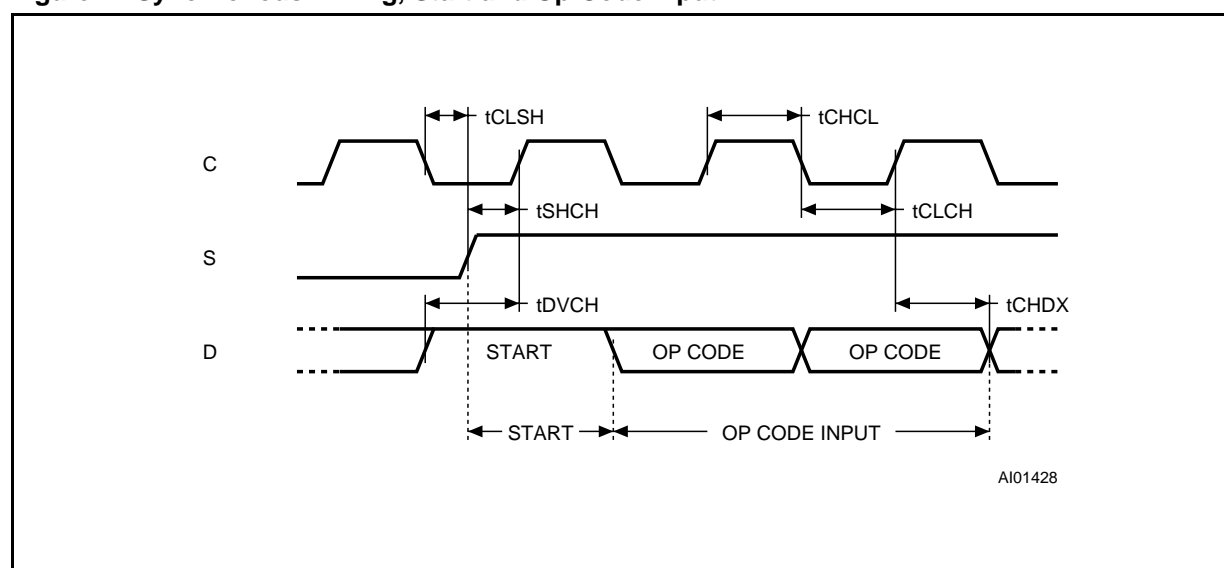 tCLSH
tCHCL
C
tSHCH
tCLCH
S
tDVCH
tCHDX
D
START
OP CODE
OP CODE
START
OP CODE INPUT
AI01428